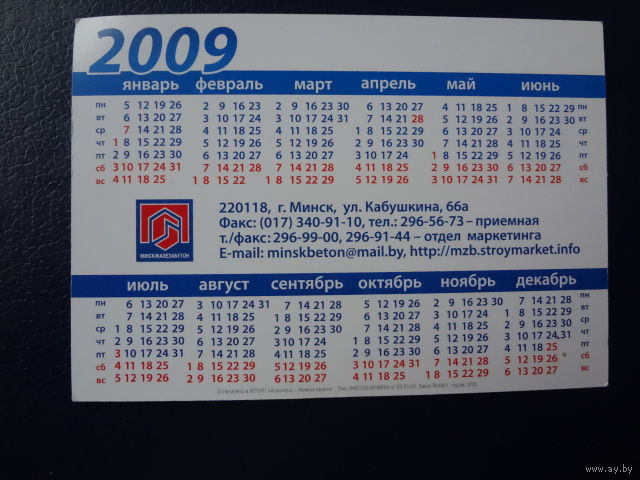 2009
январь февраль март апрель май июнь
пн 5 12 19 26 2 9 16 23 2 9 16 23 30 6 13 20 27 4 11 18 25 1 8 15 22 29
вт 6 13 20 27 3 10 17 24 3 10 17 24 31 7 14 21 28 5 12 19 26 2 9 16 23 30
ср 7 14 21 28 4 11 18 25 4 11 18 25 1 8 15 22 29 6 13 20 27 3 10 17 24
чт 1 8 15 22 29 5 12 19 26 5 12 19 26 2 9 16 23 30 7 14 21 28 4 11 18 25
пт 2 9 16 23 30 6 13 20 27 6 13 20 27 3 10 17 24 1 8 15 22 29 5 12 19 26
сб 3 10 17 24 31 7 14 21 28 7 14 21 28 4 11 18 25 2 9 16 23 30 6 13 20 27
вс 4 11 18 25 1 8 15 22 1 8 15 22 29 5 12 19 26 3 10 17 24 31 7 14 21 28
МИНСКЖЕЛЕЗОБЕТОН
220118, г. Минск, ул. Кабушкина, 66а
Факс: (017) 340-91-10, тел.: 296-56-73 – приемная
т./факс: 296-99-00, 296-91-44 – отдел маркетинга
E-mail: minskbeton@mail.by, http://mzb.stroymarket.info
июль август сентябрь октябрь ноябрь декабрь
пн 6 13 20 27 3 10 17 24 31 7 14 21 28 5 12 19 26 2 9 16 23 30 7 14 21 28
вт 7 14 21 28 4 11 18 25 1 8 15 22 29 6 13 20 27 3 10 17 24 1 8 15 22 29
ср 1 8 15 22 29 5 12 19 26 2 9 16 23 30 7 14 21 28 4 11 18 25 2 9 16 23 30
чт 2 9 16 23 30 6 13 20 27 3 10 17 24 1 8 15 22 29 5 12 19 26 3 10 17 24 31
пт 3 10 17 24 31 7 14 21 28 4 11 18 25 2 9 16 23 30 6 13 20 27 4 11 18 25
сб 4 11 18 25 1 8 15 22 29 5 12 19 26 3 10 17 24 31 7 14 21 28 5 12 19 26
вс 5 12 19 26 2 9 16 23 30 6 13 20 27 4 11 18 25 1 8 15 22 29 6 13 20 27
www.ay.by